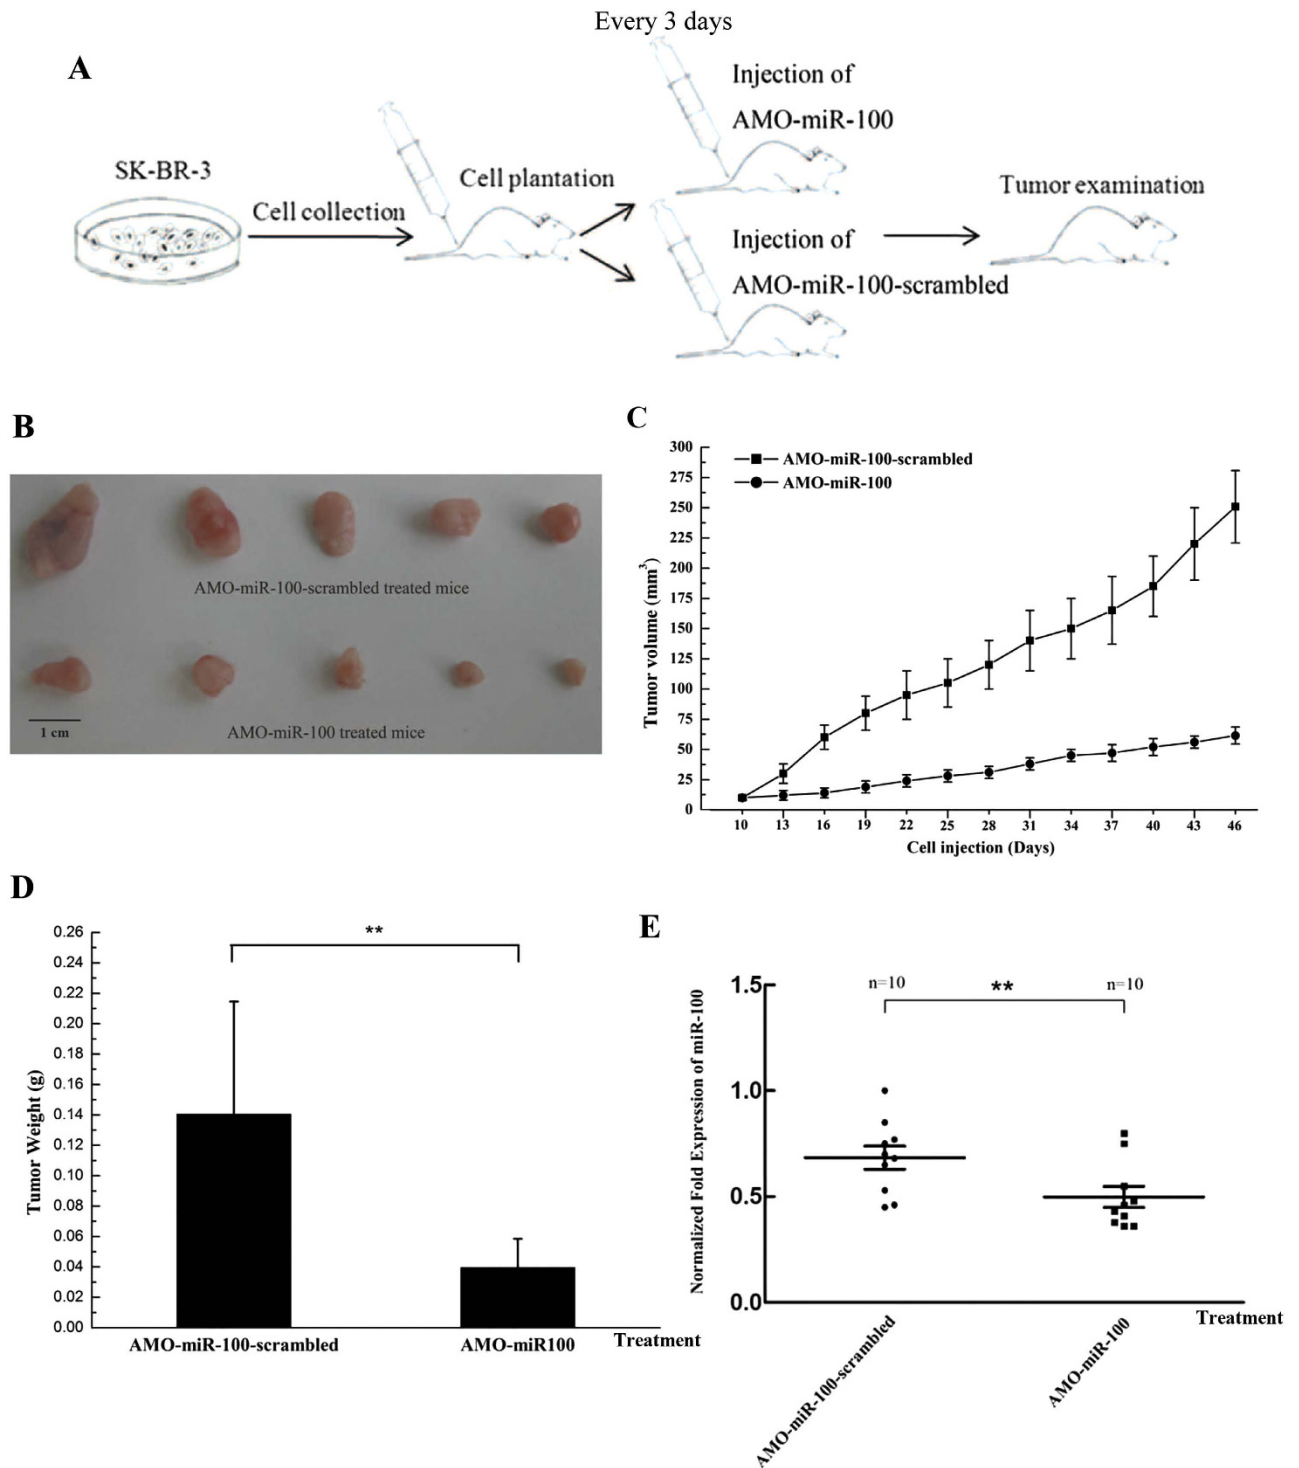 Every 3 days
A
Injection of
AMO-miR-100
SK-BR-3
Cell collection
Cell plantation
Injection of
AMO-miR-100-scrambled
Tumor examination
B
AMO-miR-100-scrambled treated mice
1 cm
AMO-miR-100 treated mice
C
AMO-miR-100-scrambled
AMO-miR-100
Tumor volume (mm³)
300
275
250
225
200
175
150
125
100
75
50
25
0
10 13 16 19 22 25 28 31 34 37 40 43 46
Cell injection (Days)
D
**
Tumor Weight (g)
0.26
0.24
0.22
0.20
0.18
0.16
0.14
0.12
0.10
0.08
0.06
0.04
0.02
0.00
AMO-miR-100-scrambled
AMO-miR100
Treatment
E
n=10
**
n=10
Normalized Fold Expression of miR-100
1.5
1.0
0.5
0.0
AMO-miR-100-scrambled
AMO-miR-100
Treatment